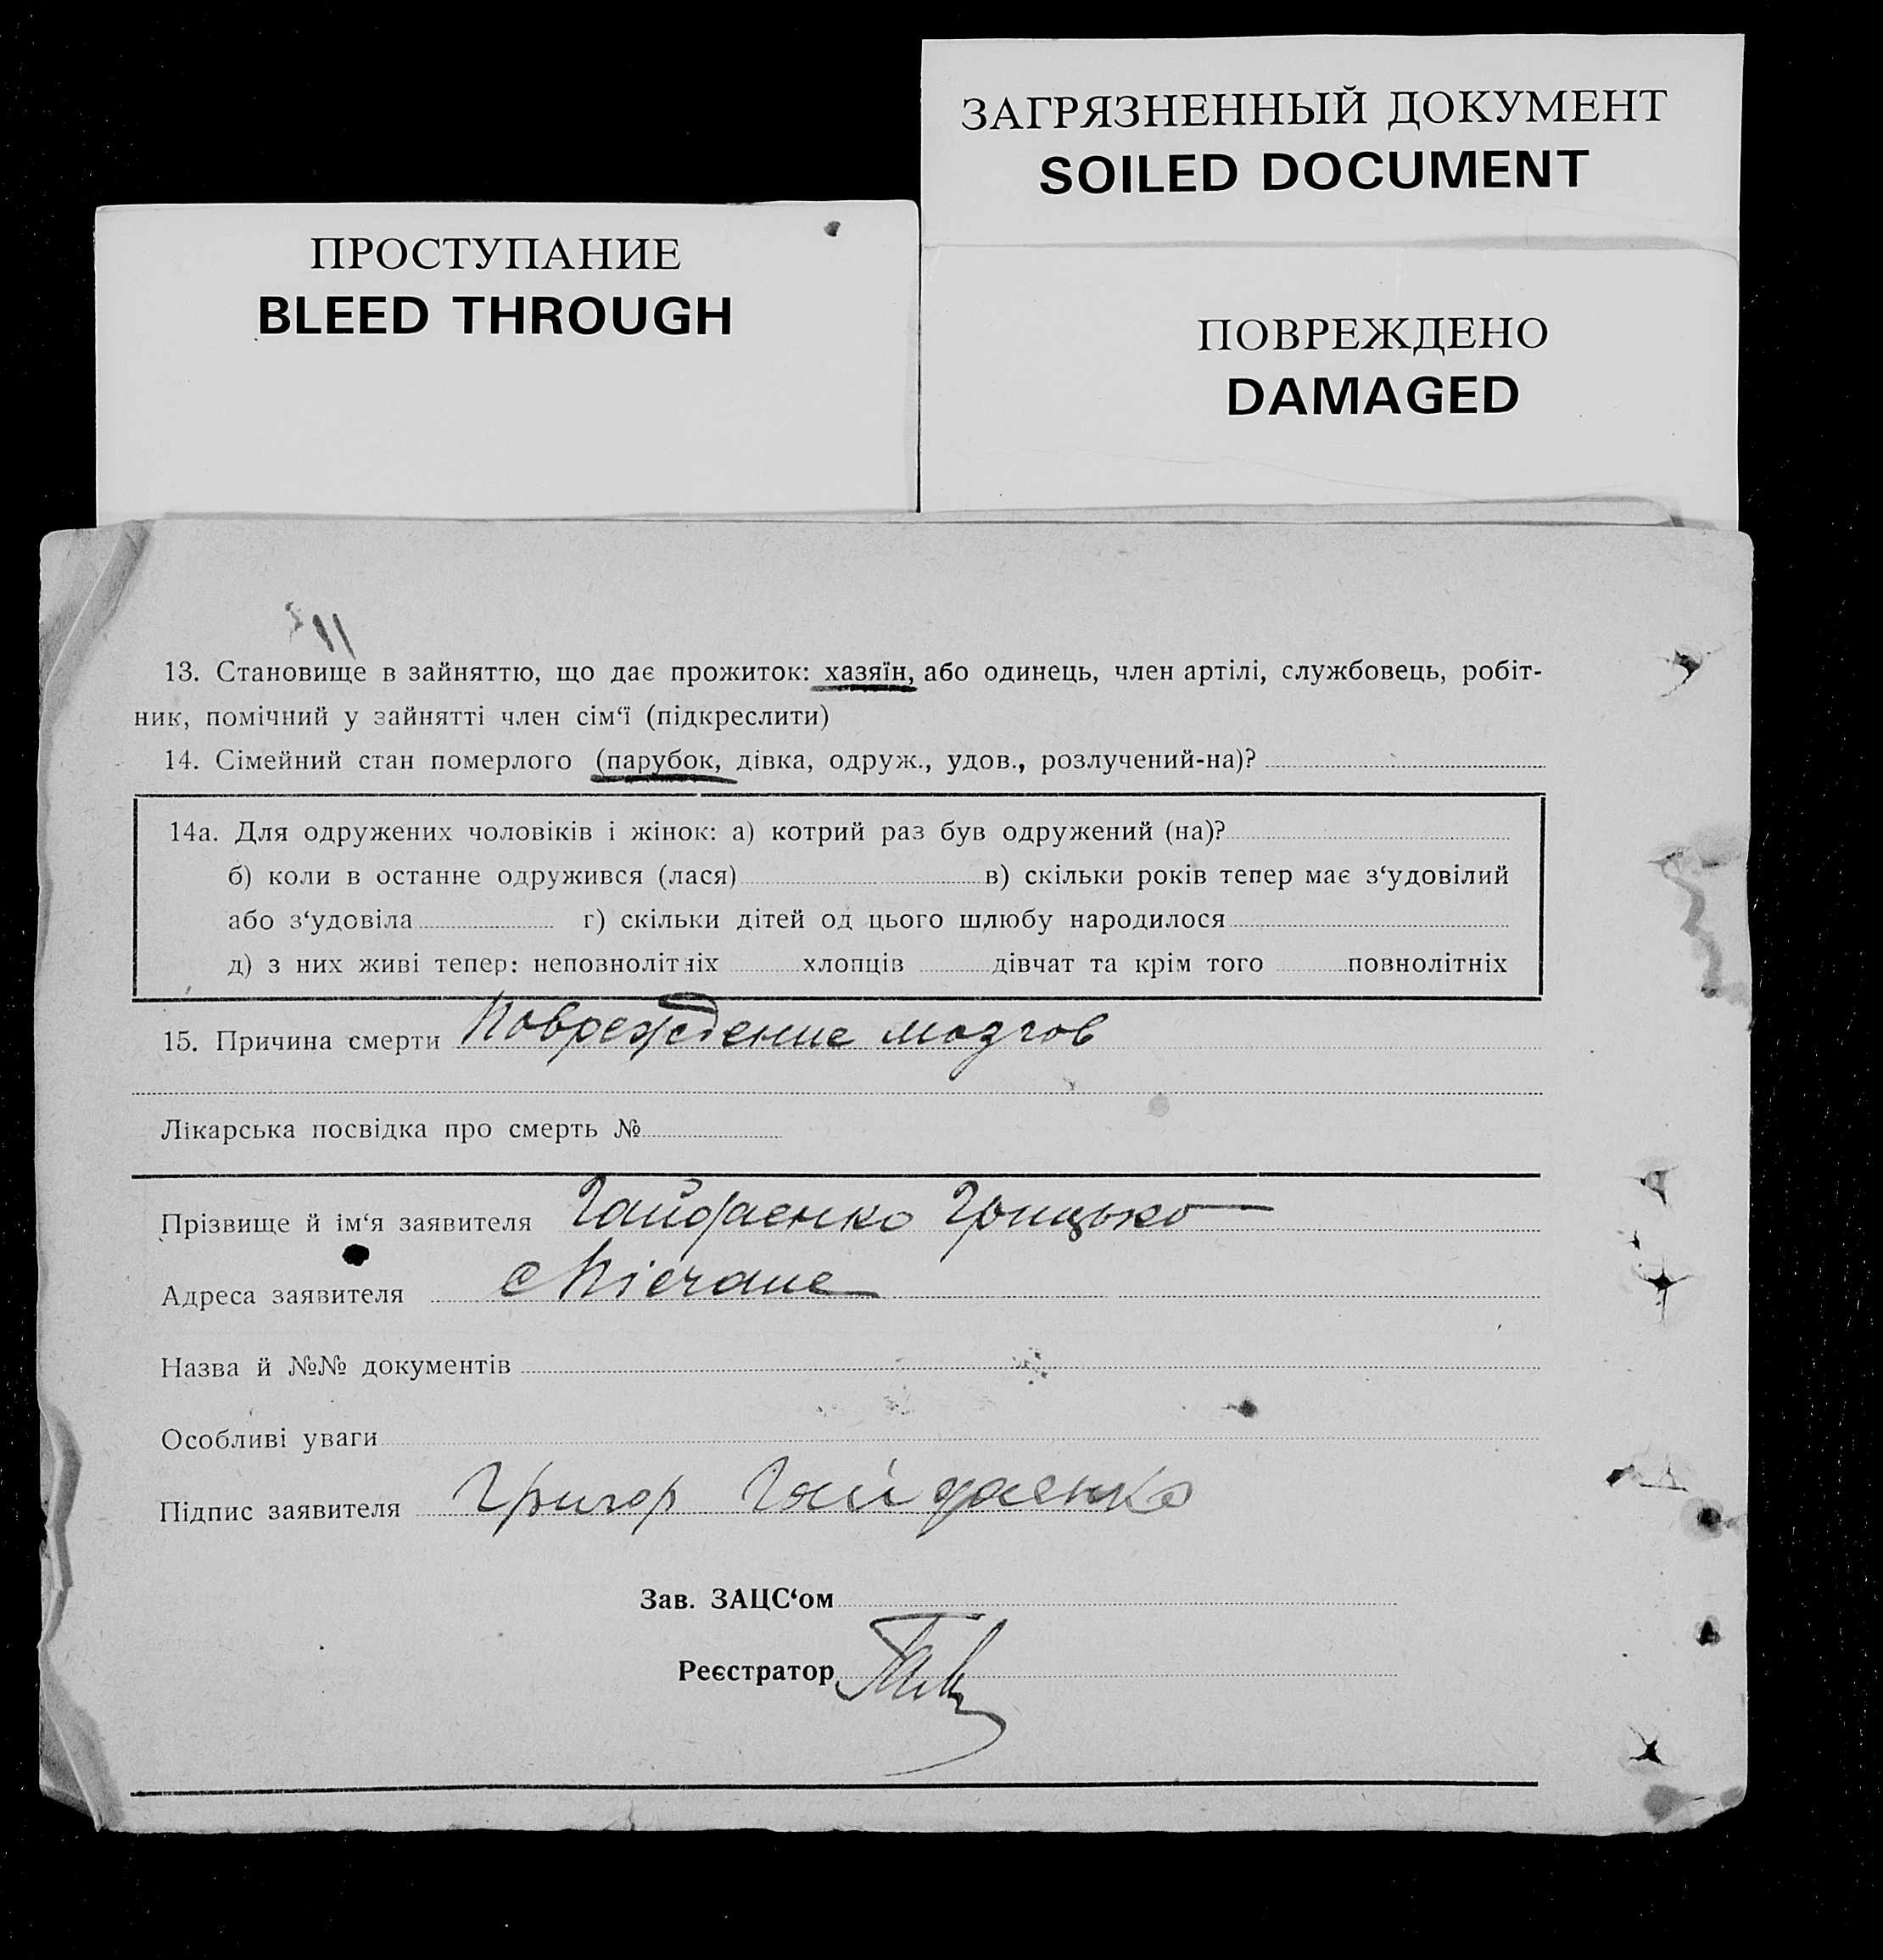 ЗАГРЯЗНЕННЫЙ ДОКУМЕНТ
SOILED DOCUMENT
ПРОСТУПАНИЕ
BLEED THROUGH
ПОВРЕЖДЕНО
DAMAGED
13. Становище в зайняттю, що дає прожиток: хазяїн, або одинець, член артілі, службовець, робіт-
ник, помічний у зайнятті член сім‘ї (підкреслити)
14. Сімейний стан померлого (парубок, дівка, одруж., удов., розлучений-на)?
14а. Для одружених чоловіків і жінок: а) котрий раз був одружений (на)?
б) коли в останне одружився (лася) в) скільки років тепер має з‘удовілий
або з‘удовіла г) скільки дітей од цього шлюбу народилося
д) з них живі тепер: неповнолітніх хлопців дівчат та крім того повнолітніх
15. Причина смерти Повреждение мозгов
Лікарська посвідка про смерть №
Прізвище й ім‘я заявителя Гайдаенко Грицько
Адреса заявителя с Піщане
Назва й №№ документів
Особливі уваги
Підпис заявителя Григор Гайдаенко
Зав. ЗАЦС‘ом
Реєстратор